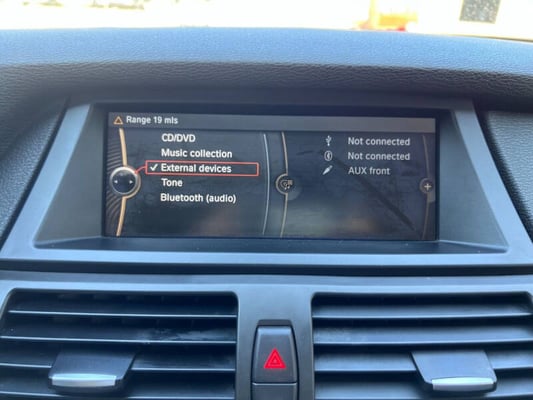 Range 19 mls
CD/DVD
Music collection
External devices
Tone
Bluetooth (audio)
Not connected
Not connected
AUX front